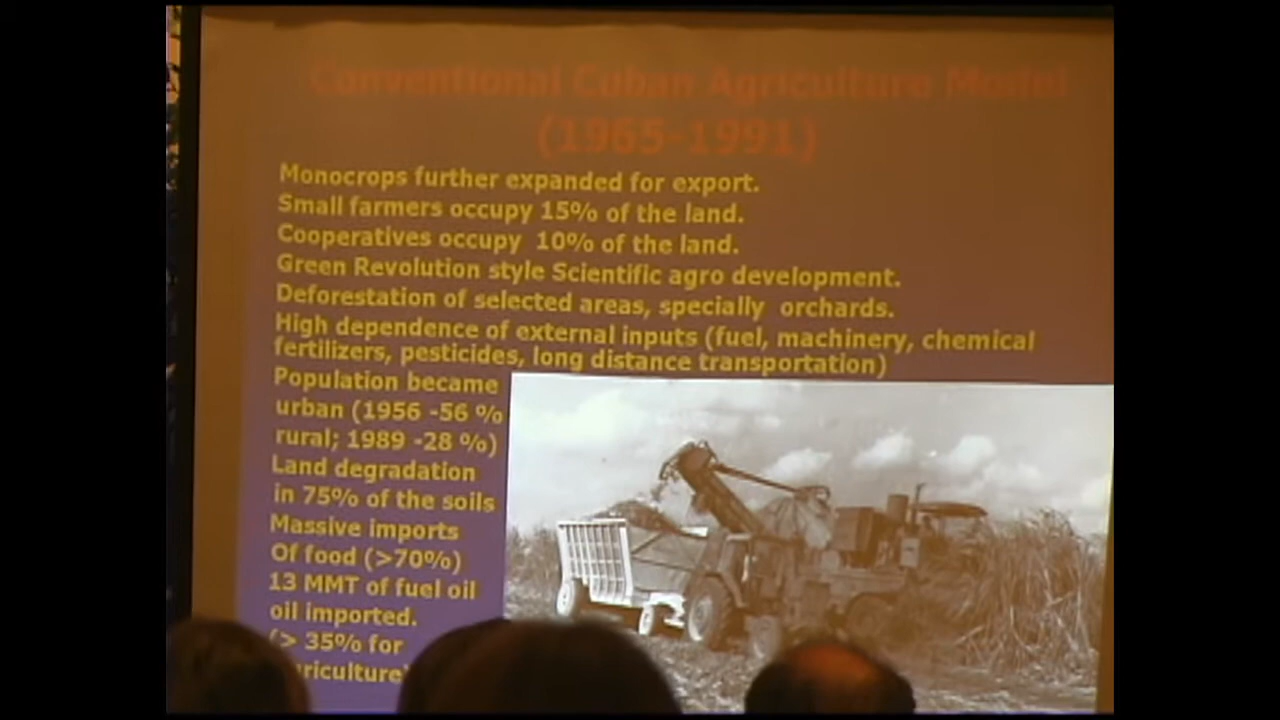 Conventional Cuban Agriculture Model
(1965-1991)
Monocrops further expanded for export.
Small farmers occupy 15% of the land.
Cooperatives occupy 10% of the land.
Green Revolution style Scientific agro development.
Deforestation of selected areas, specially orchards.
High dependence of external inputs (fuel, machinery, chemical
fertilizers, pesticides, long distance transportation)
Population became
urban (1956 -56 %
rural; 1989 -28 %)
Land degradation
in 75% of the soils
Massive imports
Of food (>70%)
13 MMT of fuel oil
oil imported.
(> 35% for